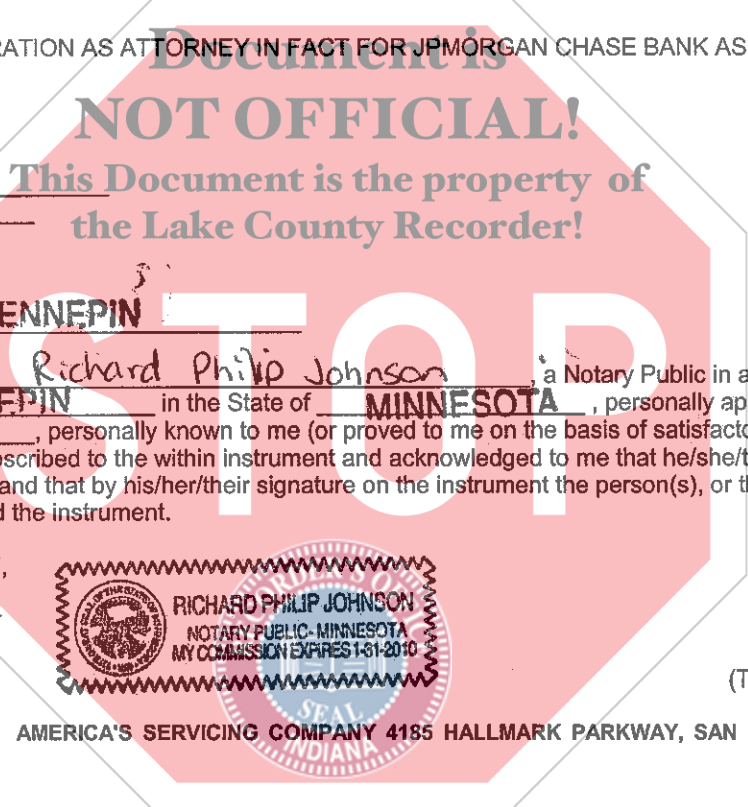 RATION AS ATTORNEY IN FACT FOR JPMORGAN CHASE BANK AS
Document is
NOT OFFICIAL!
This Document is the property of
the Lake County Recorder!
STOP
ENNEPIN
Richard Philip Johnson, a Notary Public in a
EPIN in the State of MINNESOTA, personally ap
, personally known to me (or proved to me on the basis of satisfacto
scribed to the within instrument and acknowledged to me that he/she/t
and that by his/her/their signature on the instrument the person(s), or th
d the instrument.
RICHARD PHILIP JOHNSON
NOTARY PUBLIC-MINNESOTA
MY COMMISSION EXPIRES 1-31-2010
SEAL
INDIANA
(T
AMERICA'S SERVICING COMPANY 4185 HALLMARK PARKWAY, SAN